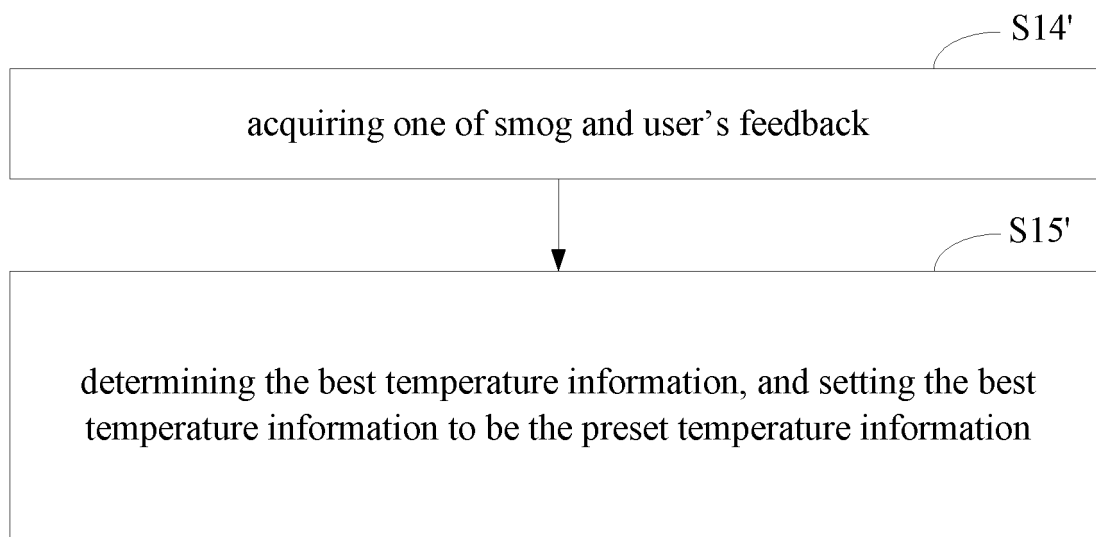 S14'
acquiring one of smog and user’s feedback
S15'
determining the best temperature information, and setting the best
temperature information to be the preset temperature information